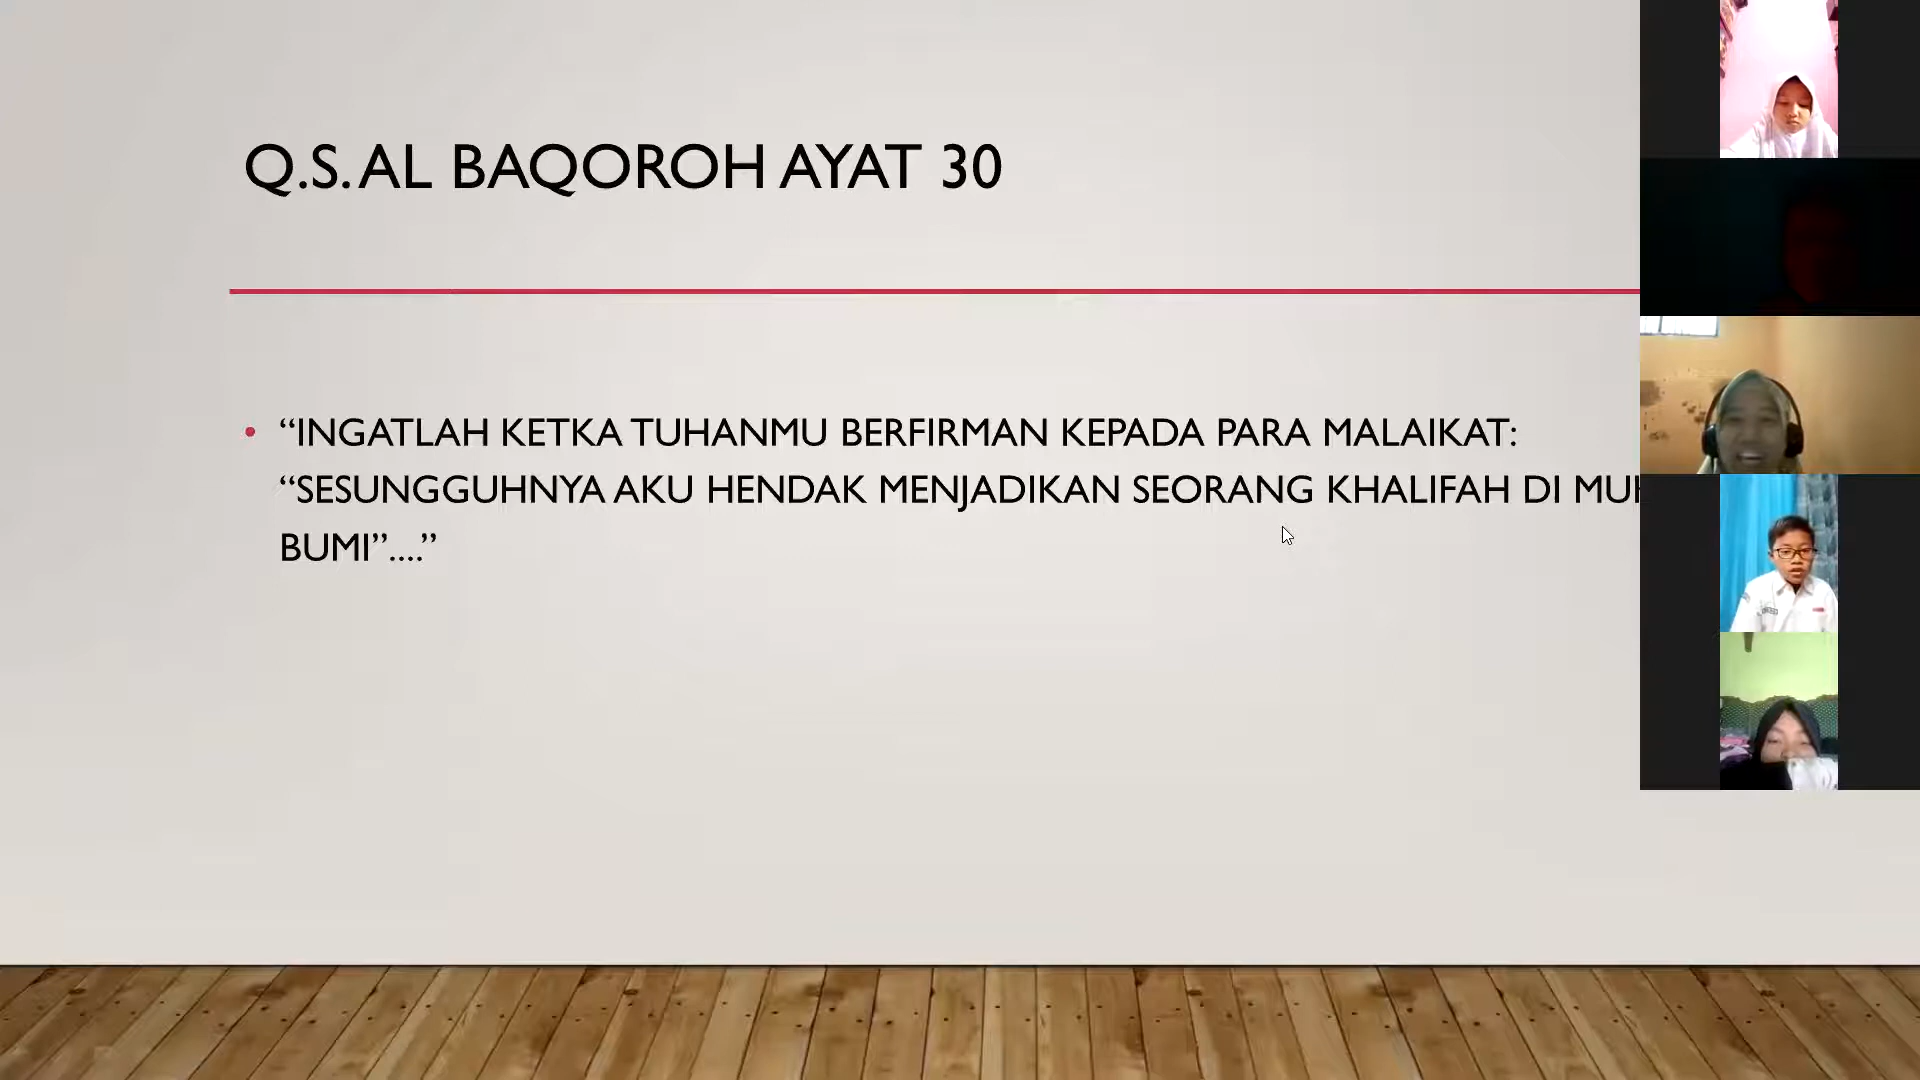 Q.S. AL BAQOROH AYAT 30
“INGATLAH KETKA TUHANMU BERFIRMAN KEPADA PARA MALAIKAT:
“SESUNGGUHNYA AKU HENDAK MENJADIKAN SEORANG KHALIFAH DI
BUMI”....”